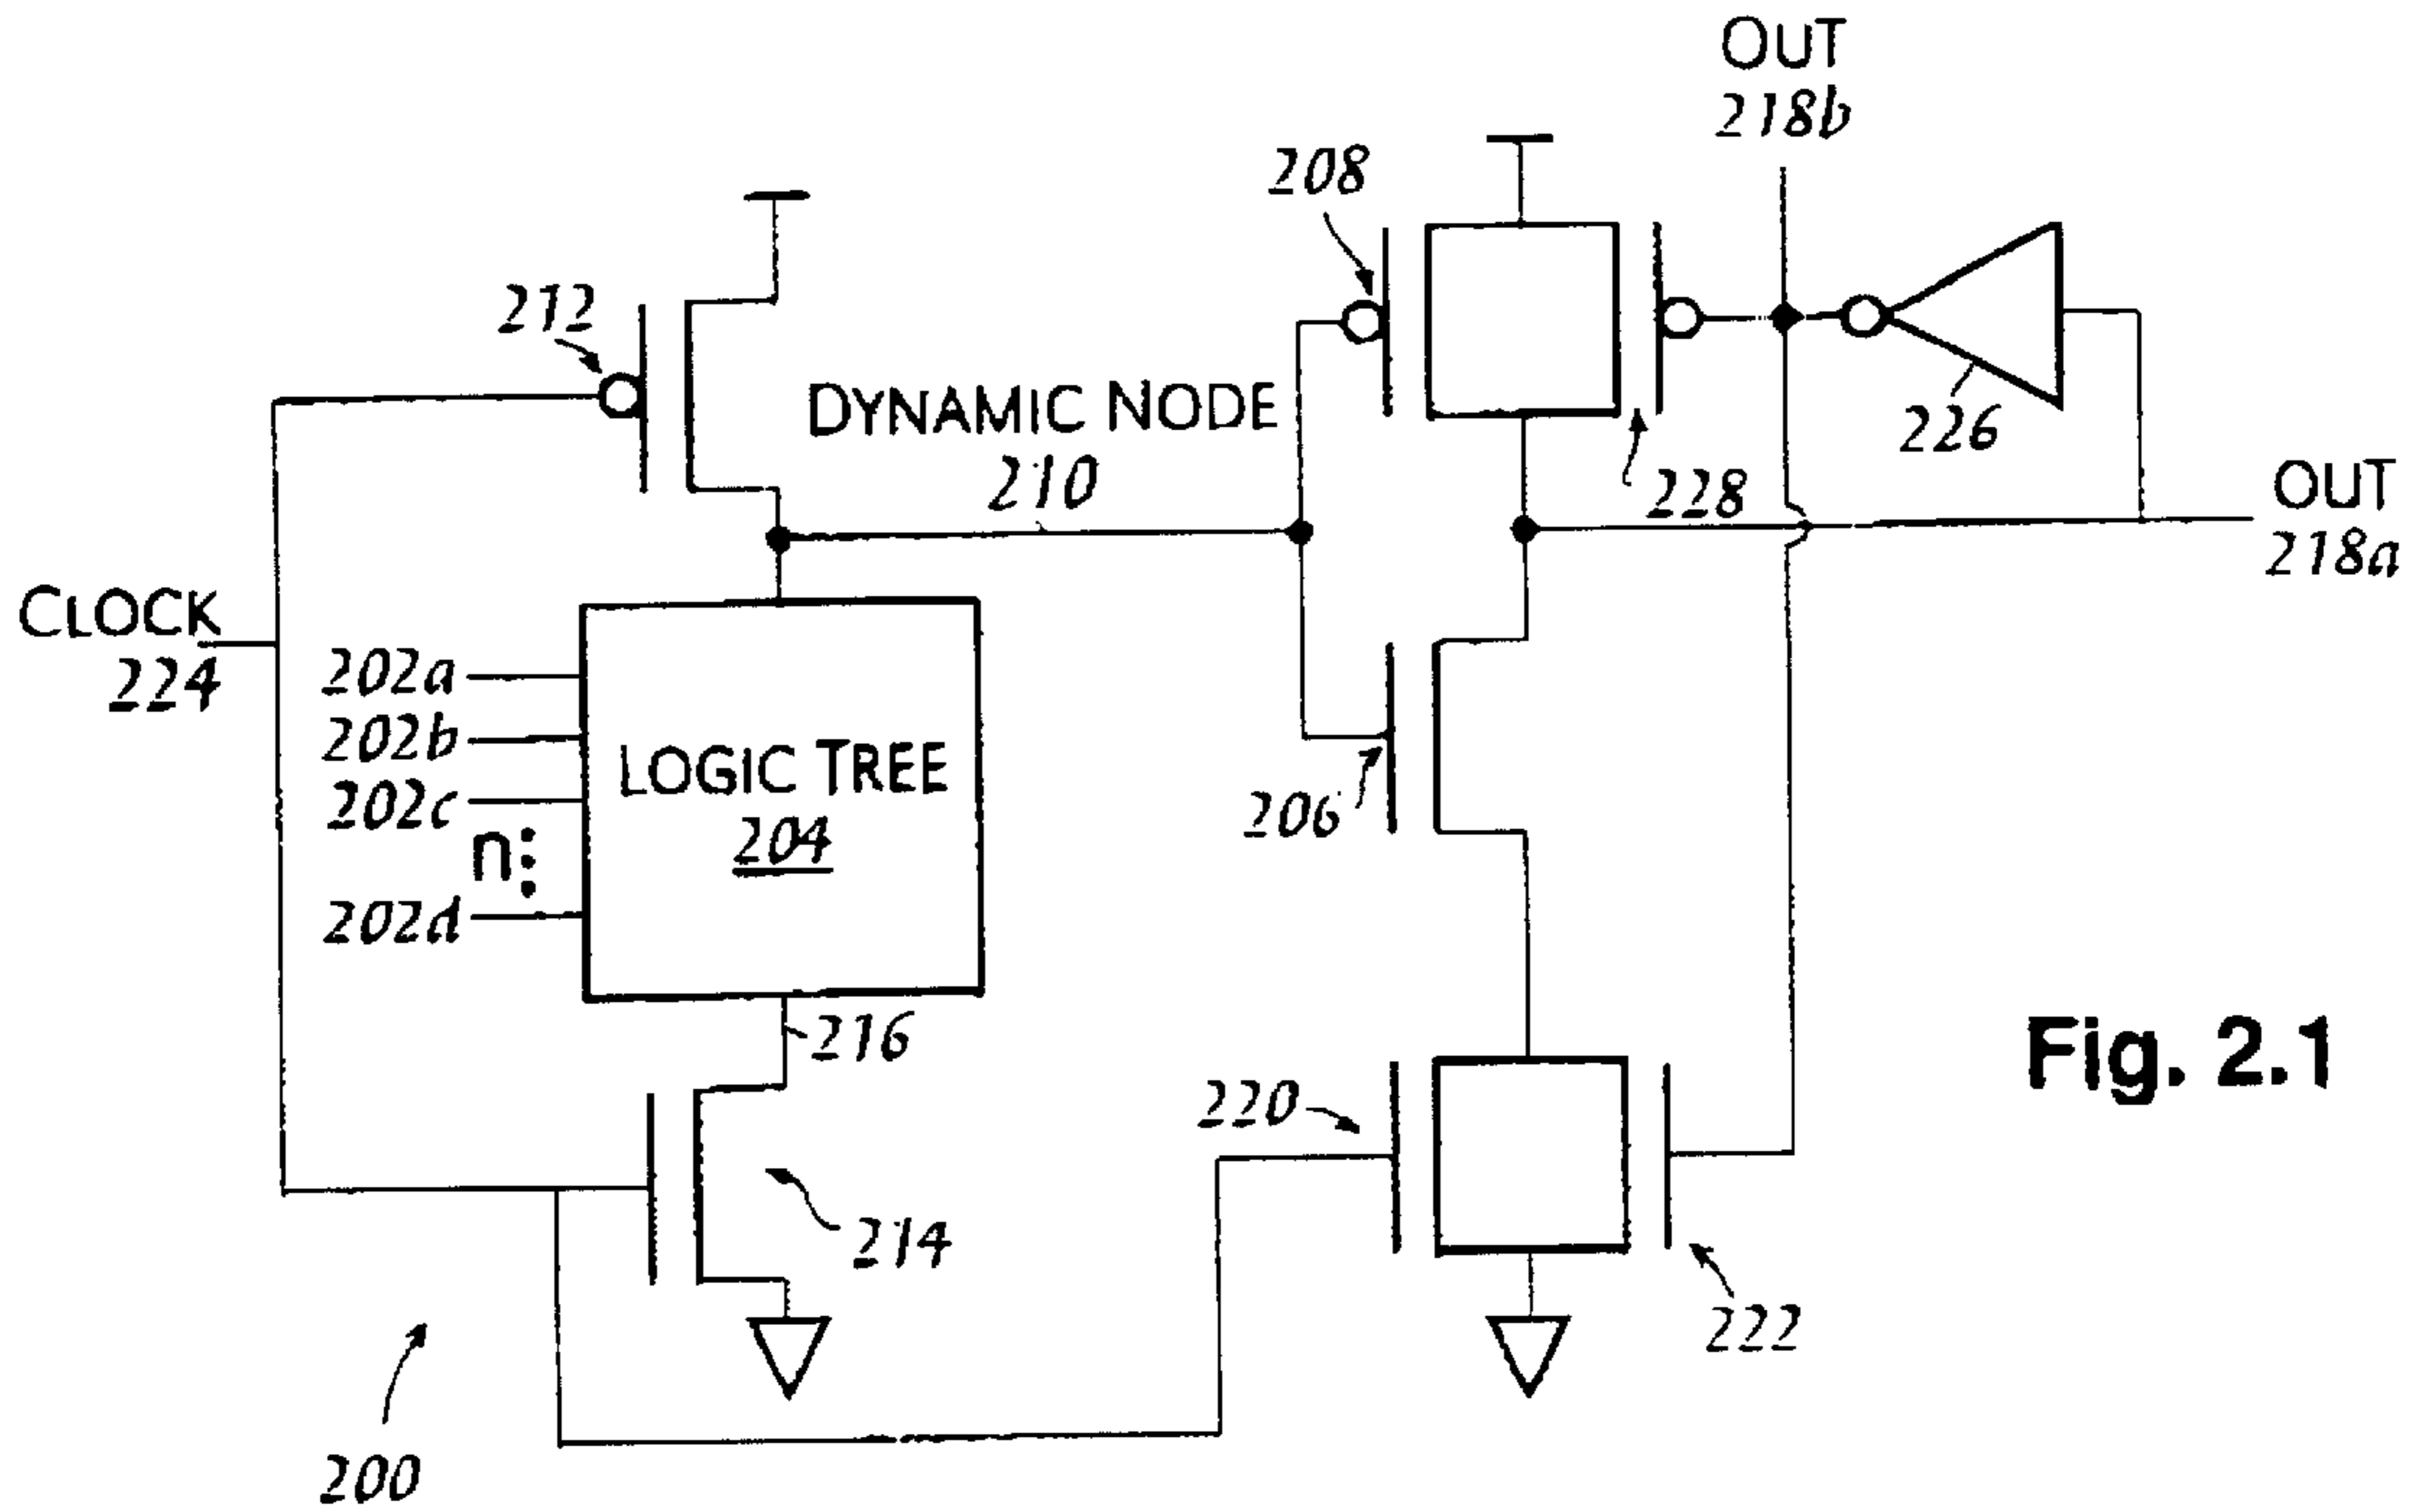 OUT
218b
208
212
DYNAMIC NODE
210
226
228
OUT
218a
CLOCK
224
202a
202b
202c
n:
202d
LOGIC TREE
204
206
216
220
214
222
200
Fig. 2.1